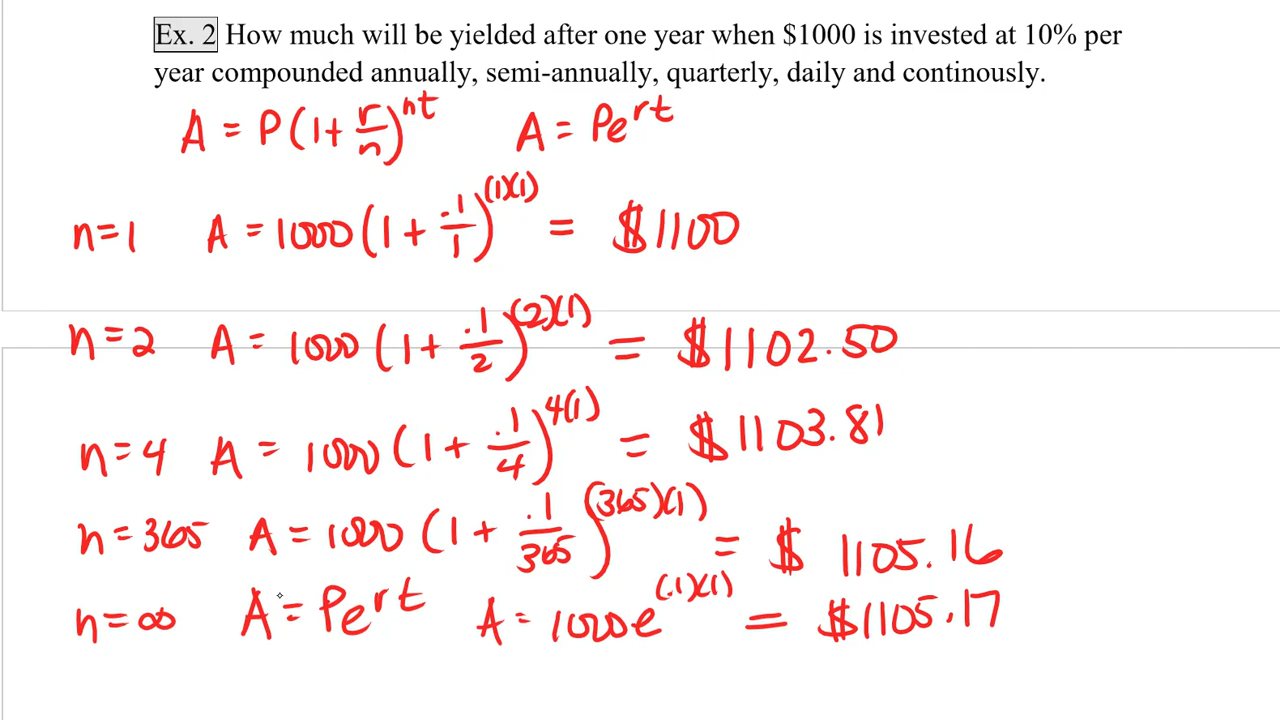 Ex. 2 How much will be yielded after one year when $1000 is invested at 10% per
year compounded annually, semi-annually, quarterly, daily and continously.
A = P(1+r/n)^nt A = Pe^rt
n=1 A = 1000(1+.1/1)^(1)(1) = $1100
n=2 A = 1000(1+.1/2)^(2)(1) = $1102.50
n=4 A = 1000(1+.1/4)^4(1) = $1103.81
n=365 A = 1000(1+.1/365)^(365)(1) = $1105.16
n=∞ A=Pe^rt A=1000e^(.1)(1) = $1105.17